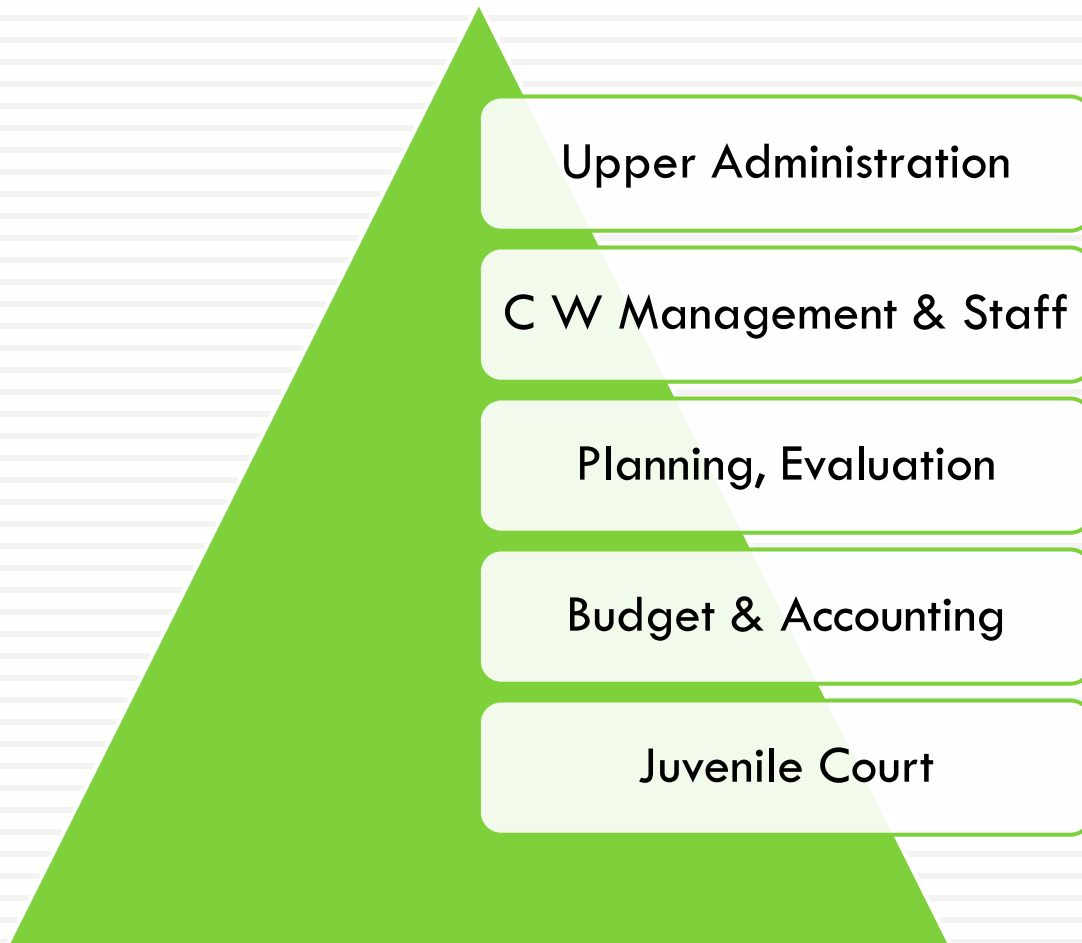 Upper Administration
C W Management & Staff
Planning, Evaluation
Budget & Accounting
Juvenile Court